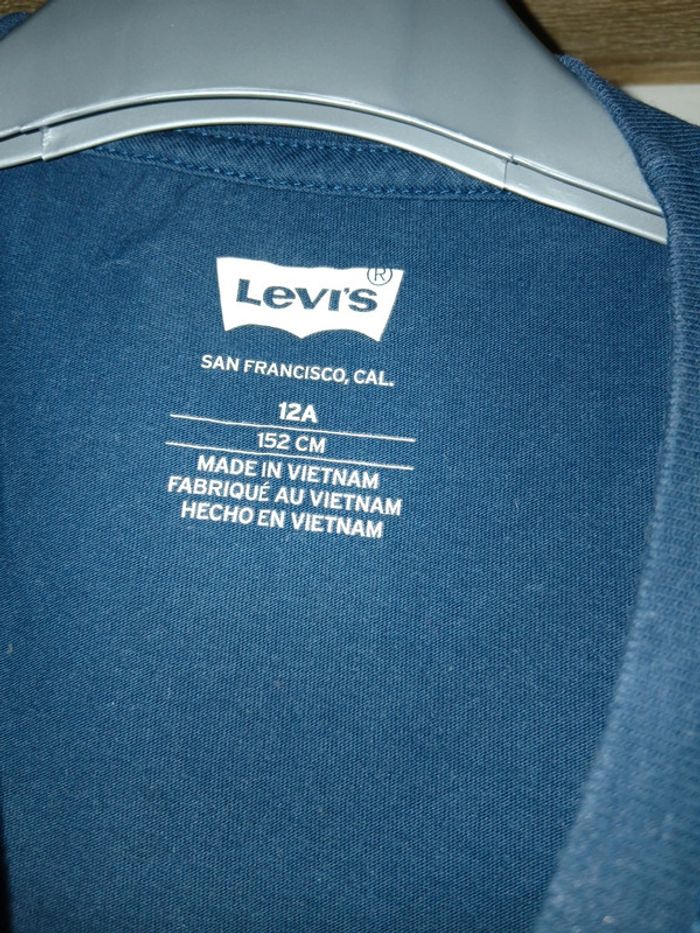 Levi's ®
SAN FRANCISCO, CAL.
12A
152 CM
MADE IN VIETNAM
FABRIQUÉ AU VIETNAM
HECHO EN VIETNAM